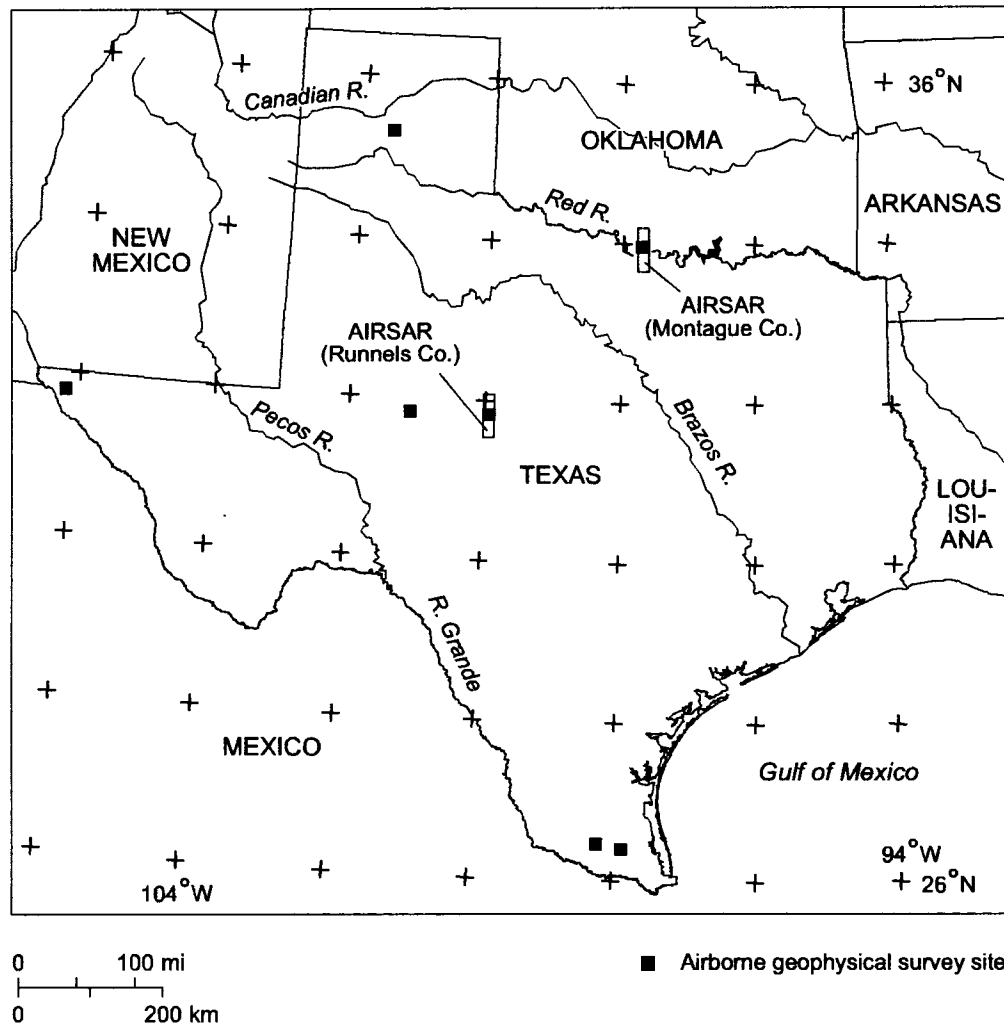 36°N
Canadian R.
OKLAHOMA
Red R.
ARKANSAS
NEW
MEXICO
AIRSAR
(Montague Co.)
AIRSAR
(Runnels Co.)
Pecos R.
Brazos R.
TEXAS
LOU-
ISI-
ANA
R. Grande
MEXICO
Gulf of Mexico
94°W
104°W
26°N
0 100 mi
0 200 km
Airborne geophysical survey site